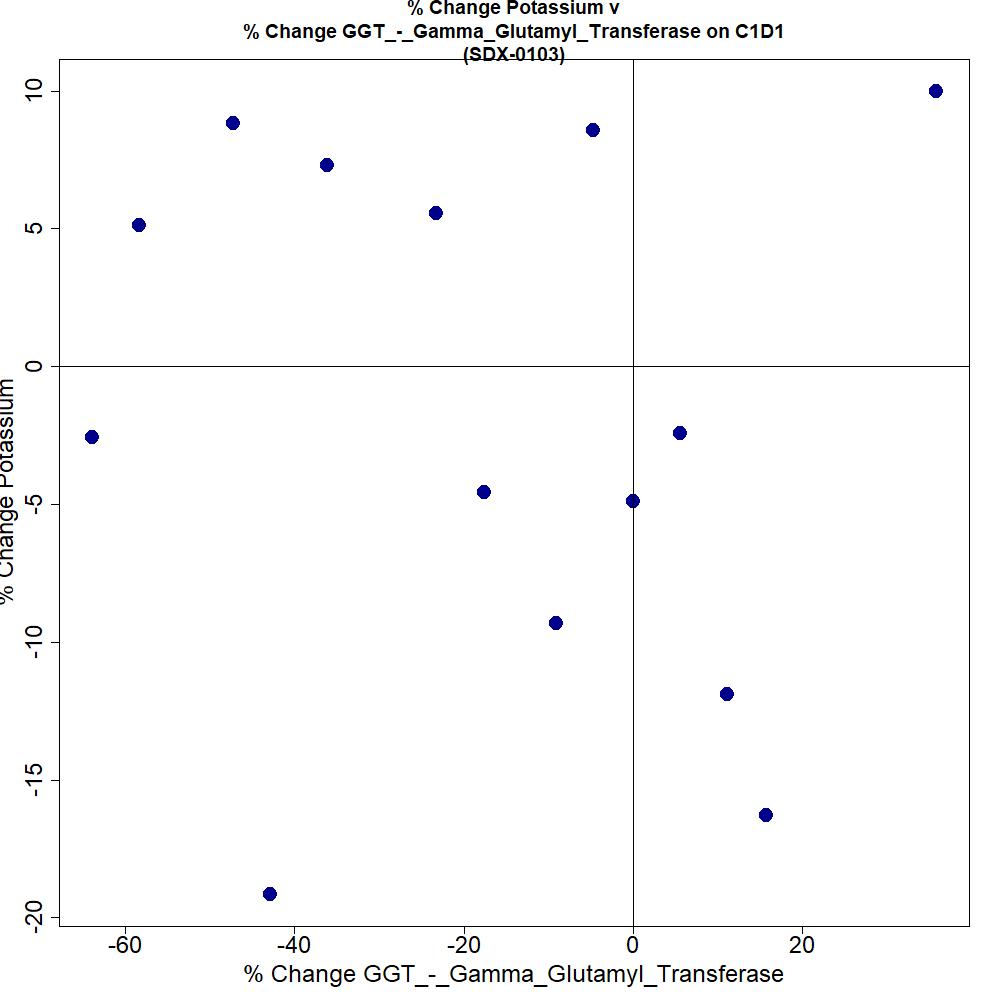 % Change Potassium v
% Change GGT_-_Gamma_Glutamyl_Transferase on C1D1
(SDX-0103)
10
5
0
-5
-10
-15
-20
% Change Potassium
-60
-40
-20
0
20
% Change GGT_-_Gamma_Glutamyl_Transferase